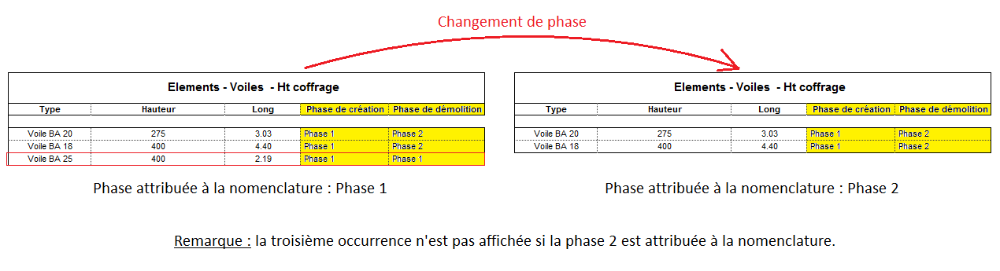 Changement de phase
Elements - Voiles - Ht coffrage
Type Hauteur Long Phase de création Phase de démolition
Voile BA 20 275 3.03 Phase 1 Phase 2
Voile BA 18 400 4.40 Phase 1 Phase 2
Voile BA 25 400 2.19 Phase 1 Phase 1
Phase attribuée à la nomenclature : Phase 1
Elements - Voiles - Ht coffrage
Type Hauteur Long Phase de création Phase de démolition
Voile BA 20 275 3.03 Phase 1 Phase 2
Voile BA 18 400 4.40 Phase 1 Phase 2
Phase attribuée à la nomenclature : Phase 2
Remarque : la troisième occurrence n'est pas affichée si la phase 2 est attribuée à la nomenclature.